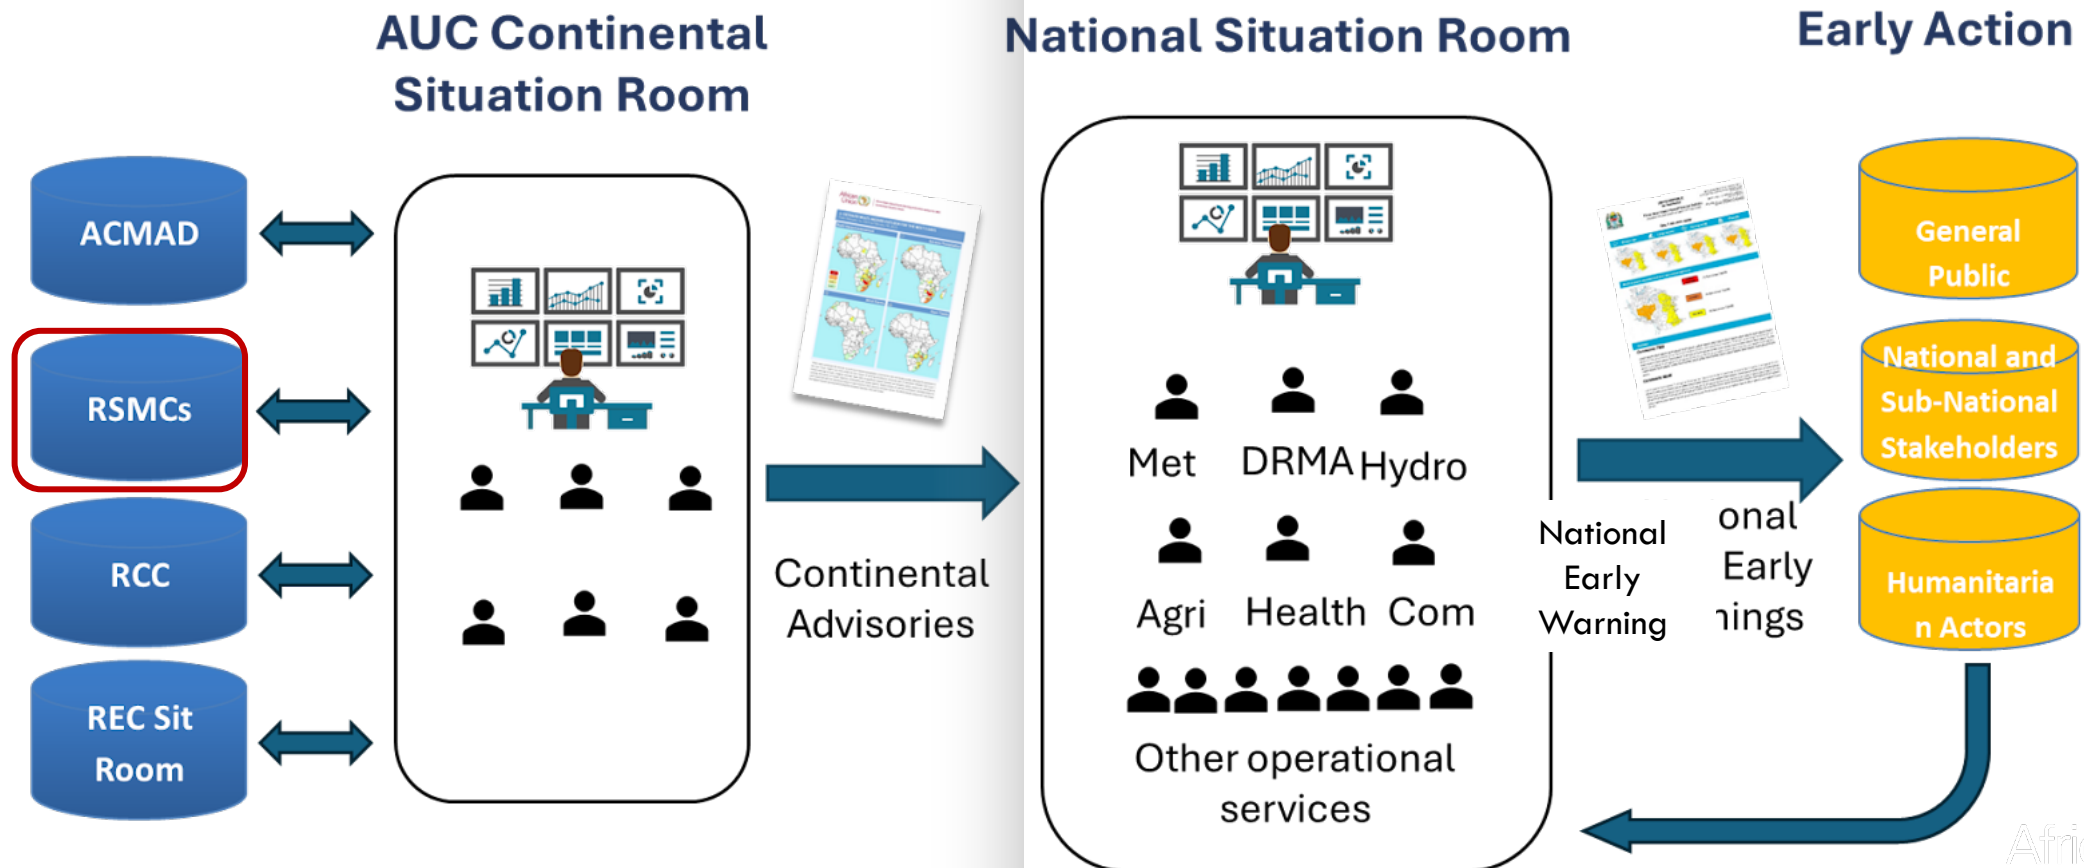 AUC Continental
Situation Room
National Situation Room
Early Action
ACMAD
RSMCs
RCC
REC Sit
Room
Continental
Advisories
Met
DRMA
Hydro
Agri
Health
Com
Other operational
services
National
Early
Warning
onal
Early
nings
General
Public
National and
Sub-National
Stakeholders
Humanitaria
n Actors